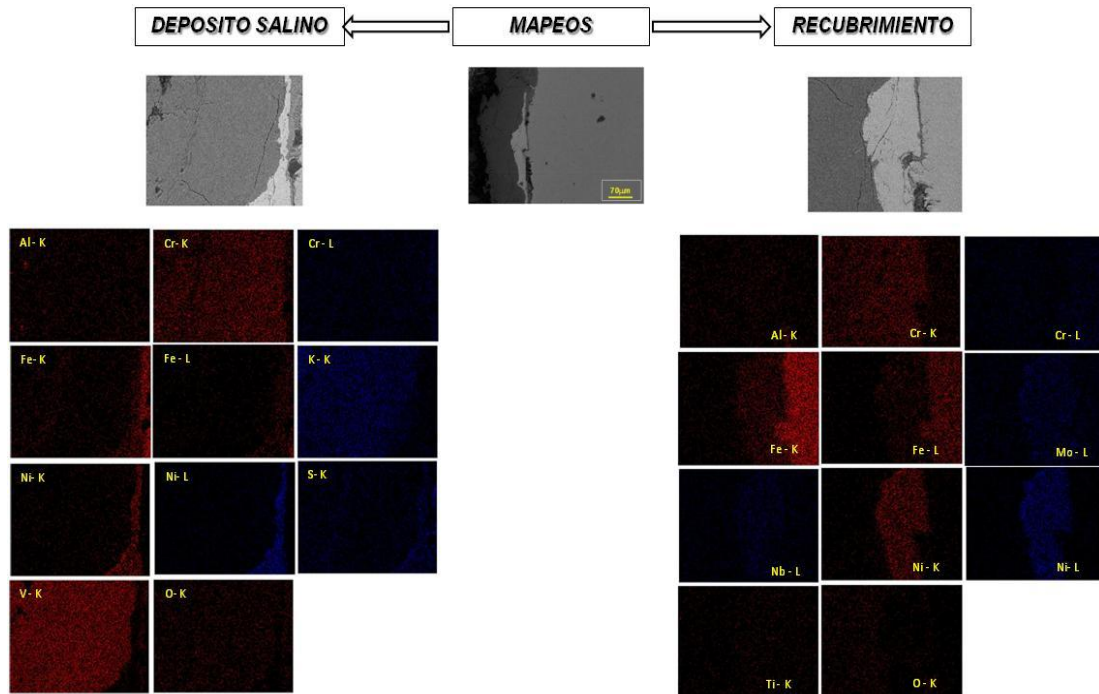 DEPOSITO SALINO
MAPEOS
RECUBRIMIENTO
70µm
Al- K
Cr- K
Cr- L
Fe- K
Fe- L
K- K
Ni- K
Ni- L
S- K
V- K
O- K
Al- K
Cr- K
Cr- L
Fe- K
Fe- L
Mo- L
Nb- L
Ni- K
Ni- L
Ti- K
O- K